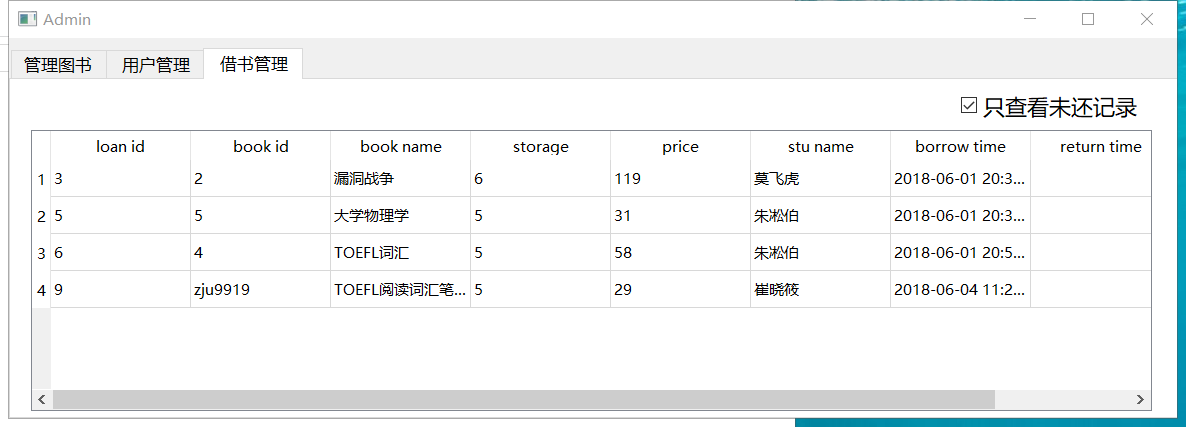 Admin
管理图书 用户管理 借书管理
只查看未还记录
loan id book id book name storage price stu name borrow time return time
1 3 2 漏洞战争 6 119 莫飞虎 2018-06-01 20:3...
2 5 5 大学物理学 5 31 朱凇伯 2018-06-01 20:3...
3 6 4 TOEFL词汇 5 58 朱凇伯 2018-06-01 20:5...
4 9 zju9919 TOEFL阅读词汇笔... 5 29 崔晓筱 2018-06-04 11:2...